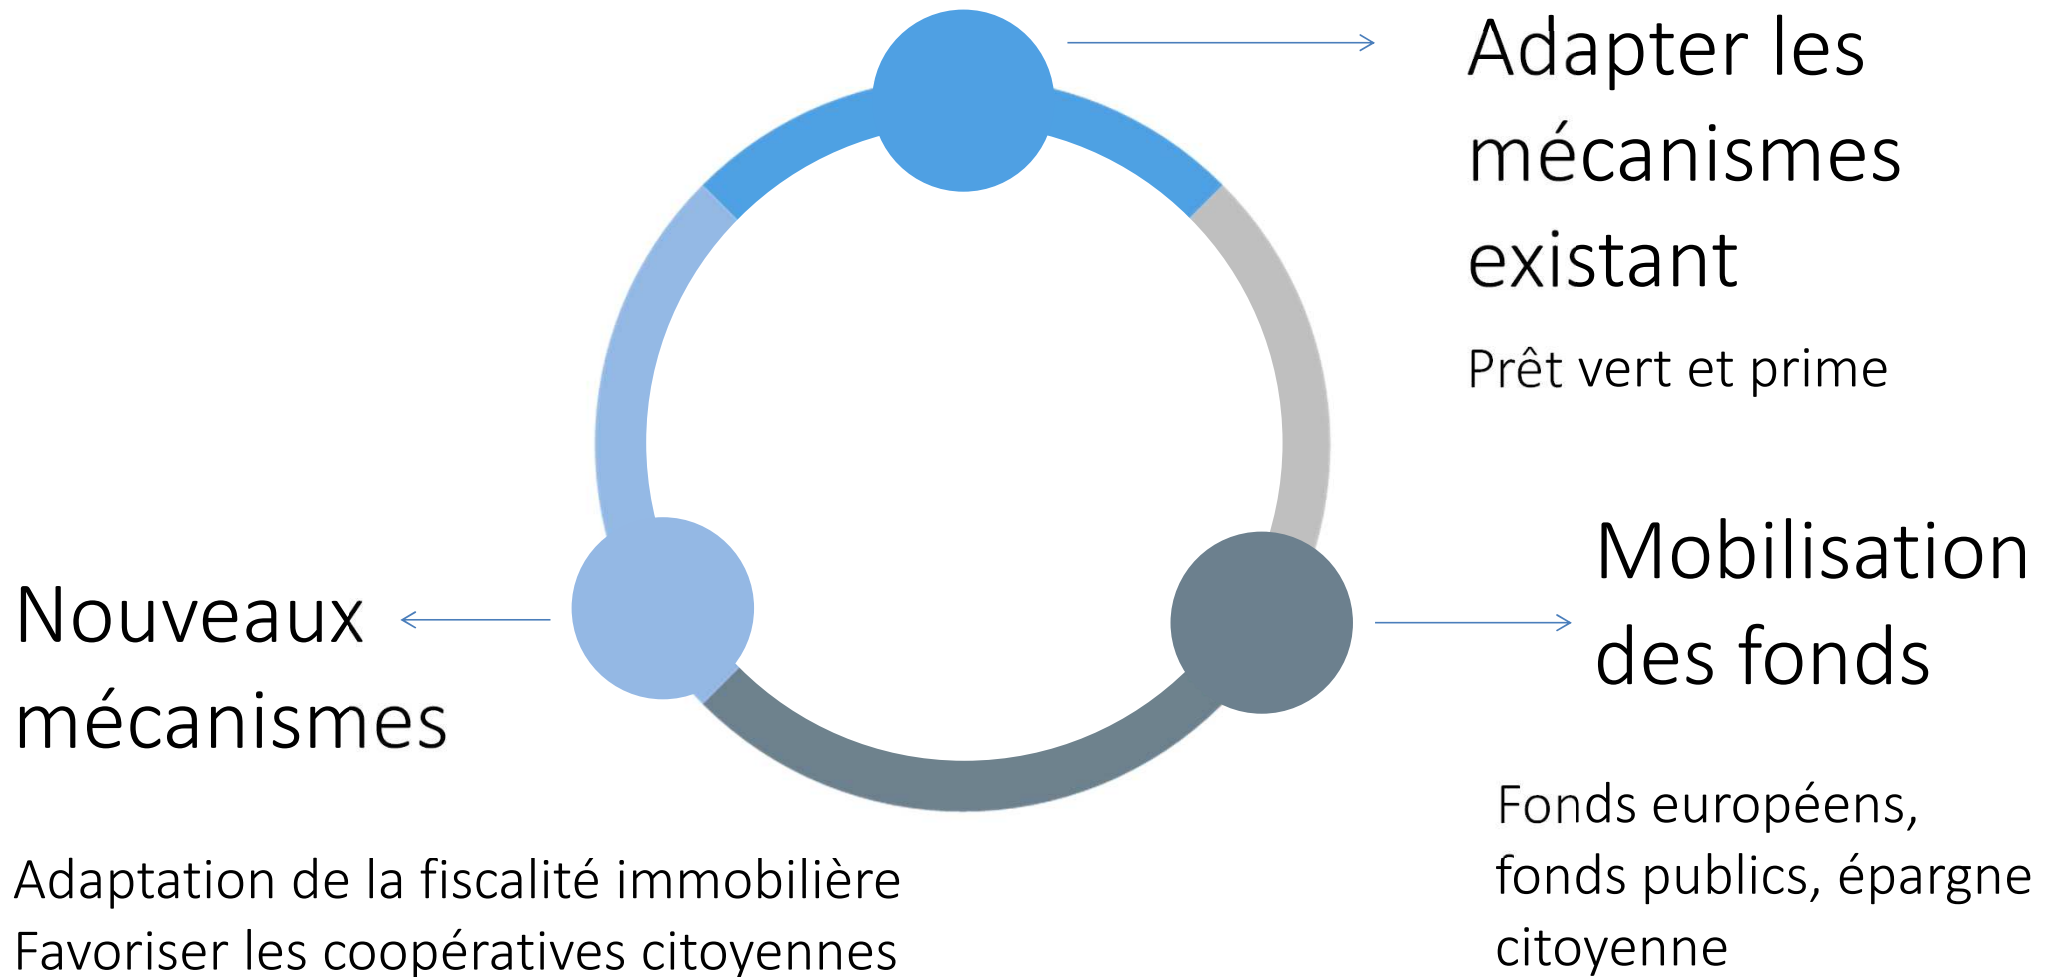 Adapter les
mécanismes
existant
Prêt vert et prime
Mobilisation
des fonds
Fonds européens,
fonds publics, épargne
citoyenne
Nouveaux
mécanismes
Adaptation de la fiscalité immobilière
Favoriser les coopératives citoyennes